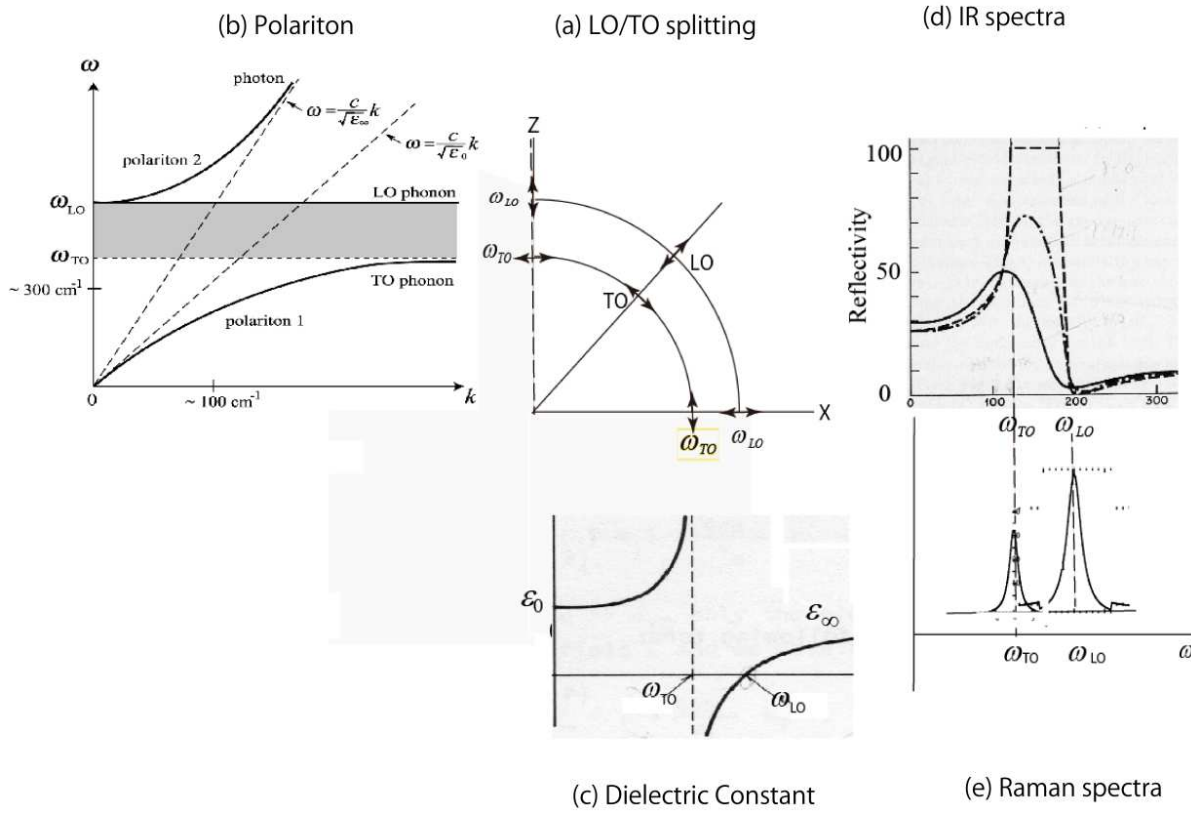 (b) Polariton
(a) LO/TO splitting
(d) IR spectra
ω
photon
ω = c/√ε∞ k
ω = c/√ε0 k
polariton 2
LO phonon
ωLO
ωTO
TO phonon
~ 300 cm-1
polariton 1
0
~ 100 cm-1
k
Z
ωLO
ωTO
LO
TO
X
ωTO
ωLO
100
Reflectivity
50
0
0
100
200
300
ωTO
ωLO
ωTO
ωLO
ω
ε0
ε∞
ωTO
ωLO
(c) Dielectric Constant
(e) Raman spectra